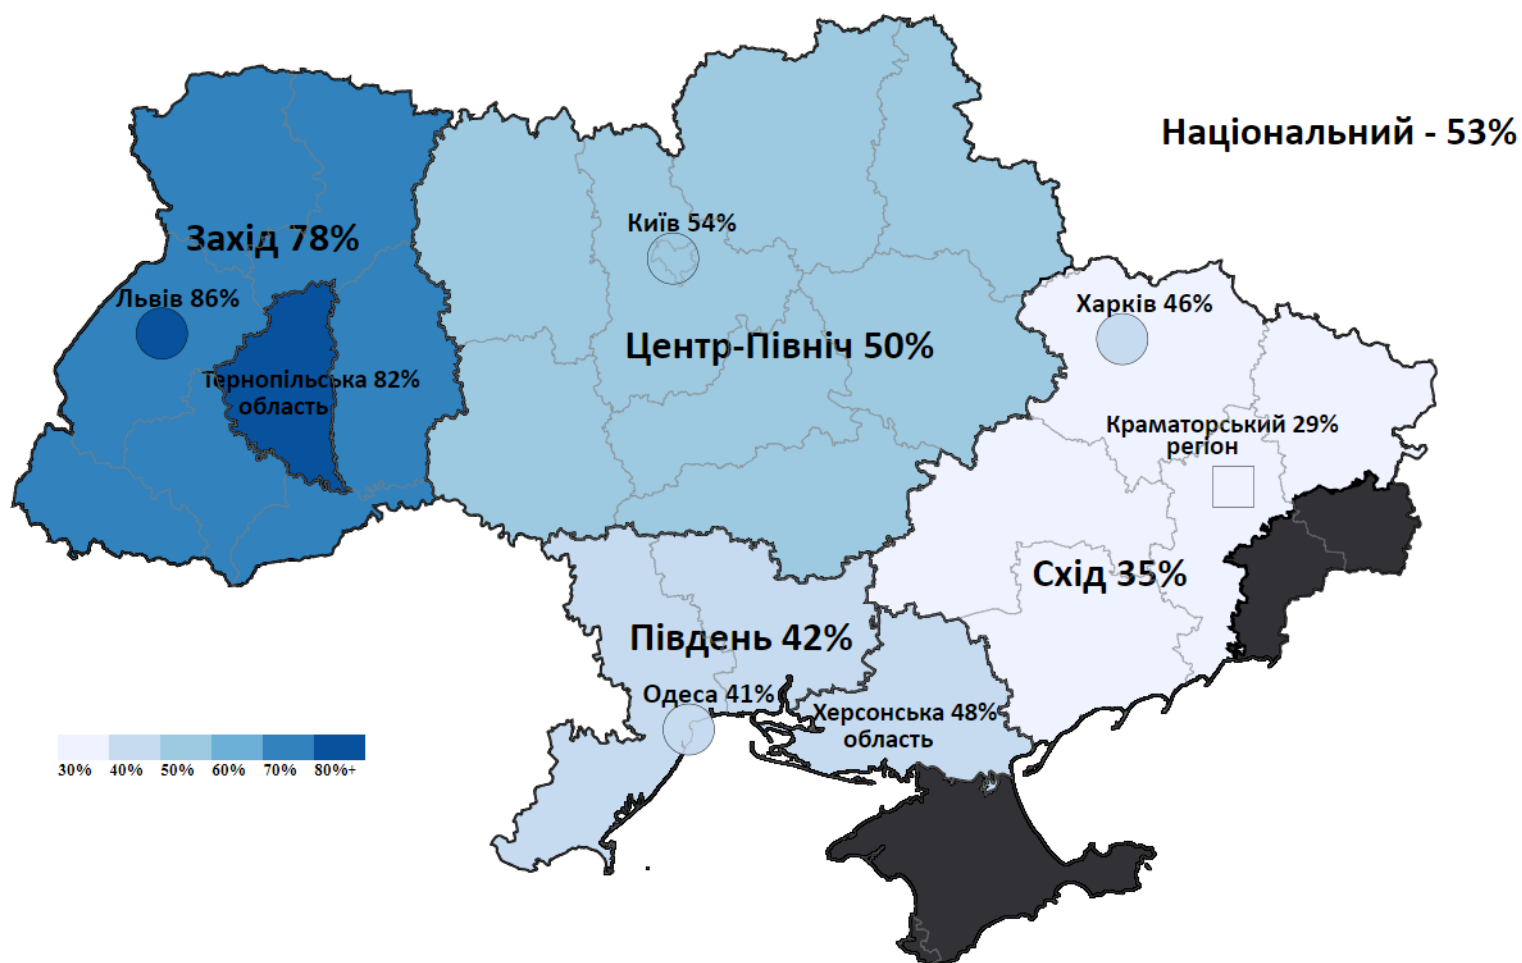 Національний - 53%
Київ 54%
Захід 78%
Львів 86%
Харків 46%
Центр-Північ 50%
Тернопільська 82%
область
Краматорський 29%
регіон
Схід 35%
Південь 42%
Одеса 41%
Херсонська 48%
область
30% 40% 50% 60% 70% 80%+